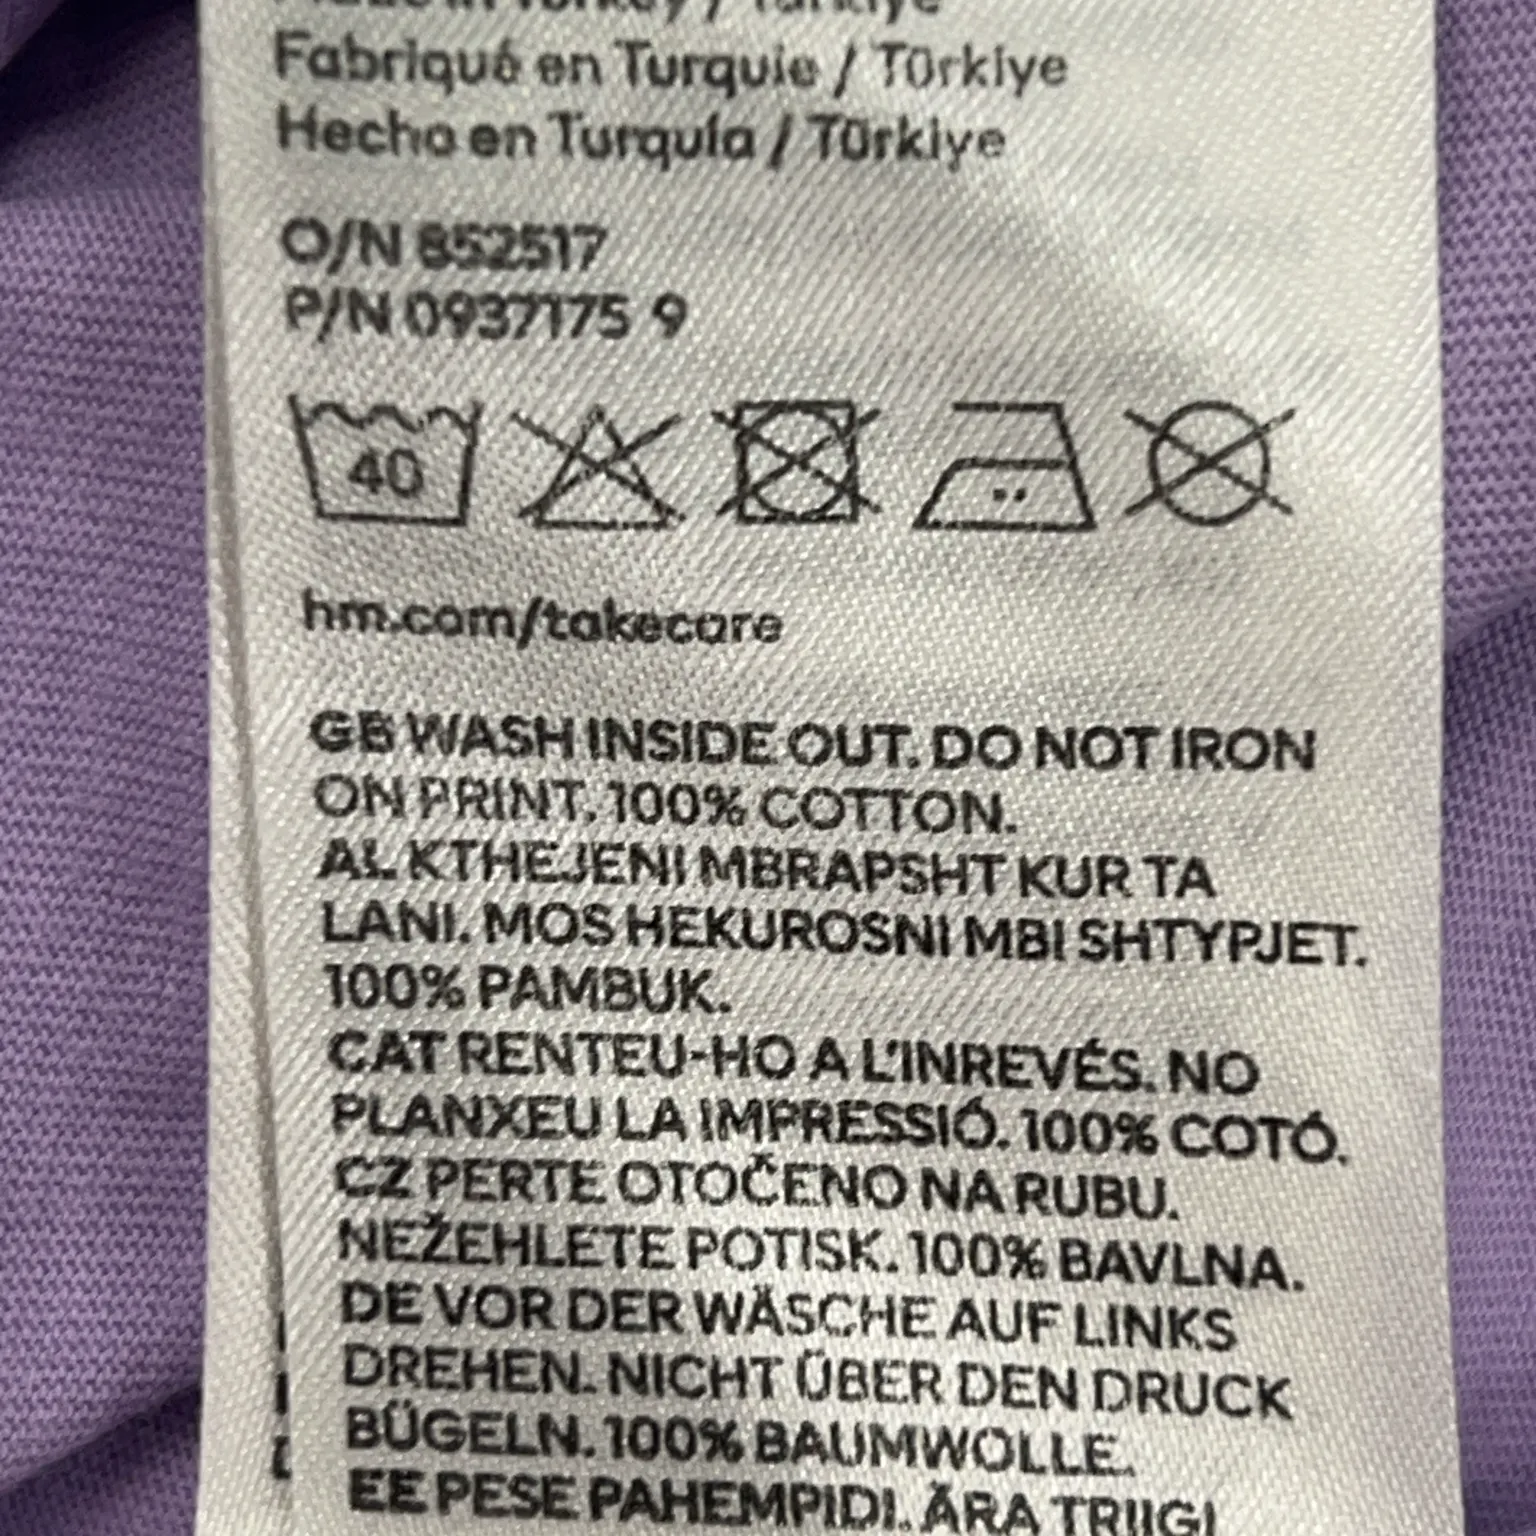 Made in Turkey / Türkiye
Fabriqué en Turquie / Türkiye
Hecho en Turquía / Türkiye
O/N 852517
P/N 0937175 9
40
hm.com/takecare
GB WASH INSIDE OUT. DO NOT IRON
ON PRINT. 100% COTTON.
AL KTHEJENI MBRAPSHT KUR TA
LANI. MOS HEKUROSNI MBI SHTYPJET.
100% PAMBUK.
CAT RENTEU-HO A L'INREVÉS. NO
PLANXEU LA IMPRESSIÓ. 100% COTÓ.
CZ PERTE OTOČENO NA RUBU.
NEŽEHLETE POTISK. 100% BAVLNA.
DE VOR DER WÄSCHE AUF LINKS
DREHEN. NICHT ÜBER DEN DRUCK
BÜGELN. 100% BAUMWOLLE.
EE PESE PAHEMPIDI. ÄRA TRIIGI